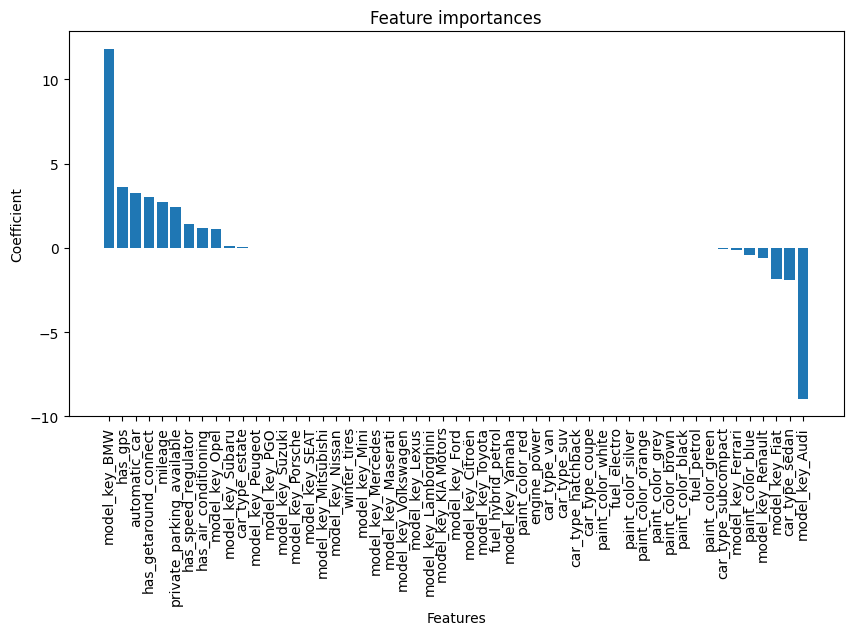 Feature importances
Coefficient
10
5
0
−5
−10
model_key_BMW
has_gps
automatic_car
has_getaround_connect
mileage
private_parking_available
has_speed_regulator
has_air_conditioning
model_key_Opel
model_key_Subaru
car_type_estate
model_key_Peugeot
model_key_PGO
model_key_Suzuki
model_key_Porsche
model_key_SEAT
model_key_Mitsubishi
model_key_Nissan
winter_tires
model_key_Mini
model_key_Mercedes
model_key_Maserati
model_key_Volkswagen
model_key_Lexus
model_key_Lamborghini
model_key_KIA Motors
model_key_Ford
model_key_Citroën
model_key_Toyota
fuel_hybrid_petrol
model_key_Yamaha
paint_color_red
engine_power
car_type_van
car_type_suv
car_type_hatchback
car_type_coupe
paint_color_white
fuel_electro
paint_color_silver
paint_color_orange
paint_color_grey
paint_color_brown
paint_color_black
fuel_petrol
paint_color_green
car_type_subcompact
model_key_Ferrari
paint_color_blue
model_key_Renault
model_key_Fiat
car_type_sedan
model_key_Audi
Features